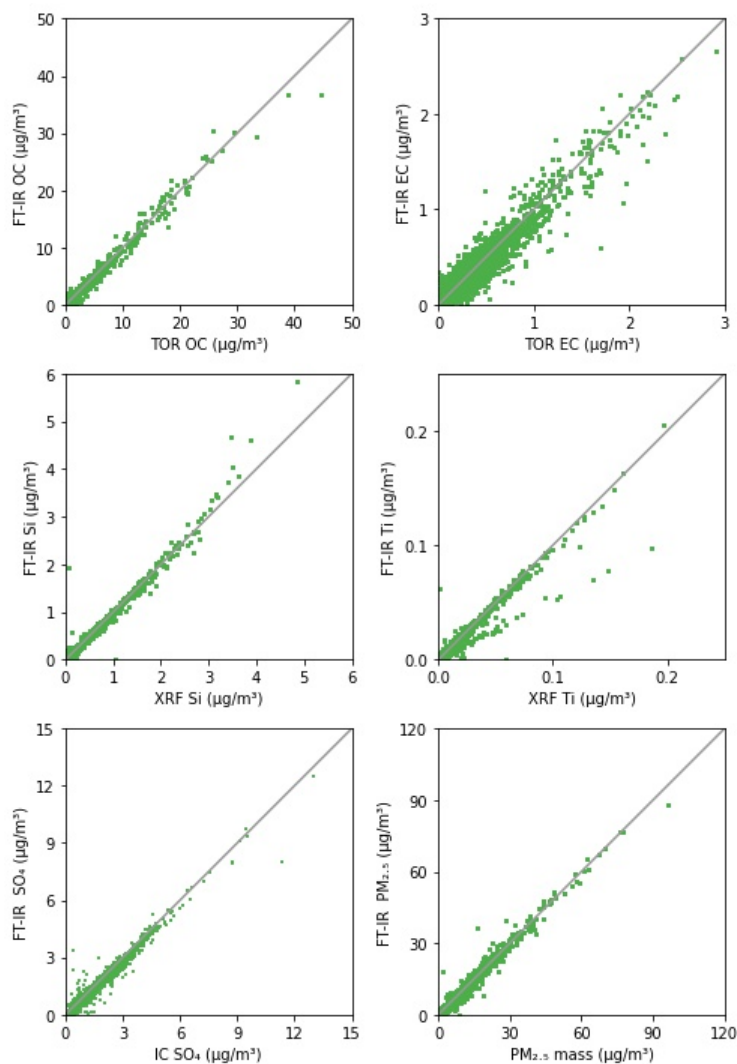 50
40
30
20
10
0
FT-IR OC (µg/m³)
0 10 20 30 40 50
TOR OC (µg/m³)
3
2
1
0
FT-IR EC (µg/m³)
0 1 2 3
TOR EC (µg/m³)
6
5
4
3
2
1
0
FT-IR Si (µg/m³)
0 1 2 3 4 5 6
XRF Si (µg/m³)
0.2
0.1
0.0
FT-IR Ti (µg/m³)
0.0 0.1 0.2
XRF Ti (µg/m³)
15
12
9
6
3
0
FT-IR SO₄ (µg/m³)
0 3 6 9 12 15
IC SO₄ (µg/m³)
120
90
60
30
0
FT-IR PM₂.₅ (µg/m³)
0 30 60 90 120
PM₂.₅ mass (µg/m³)